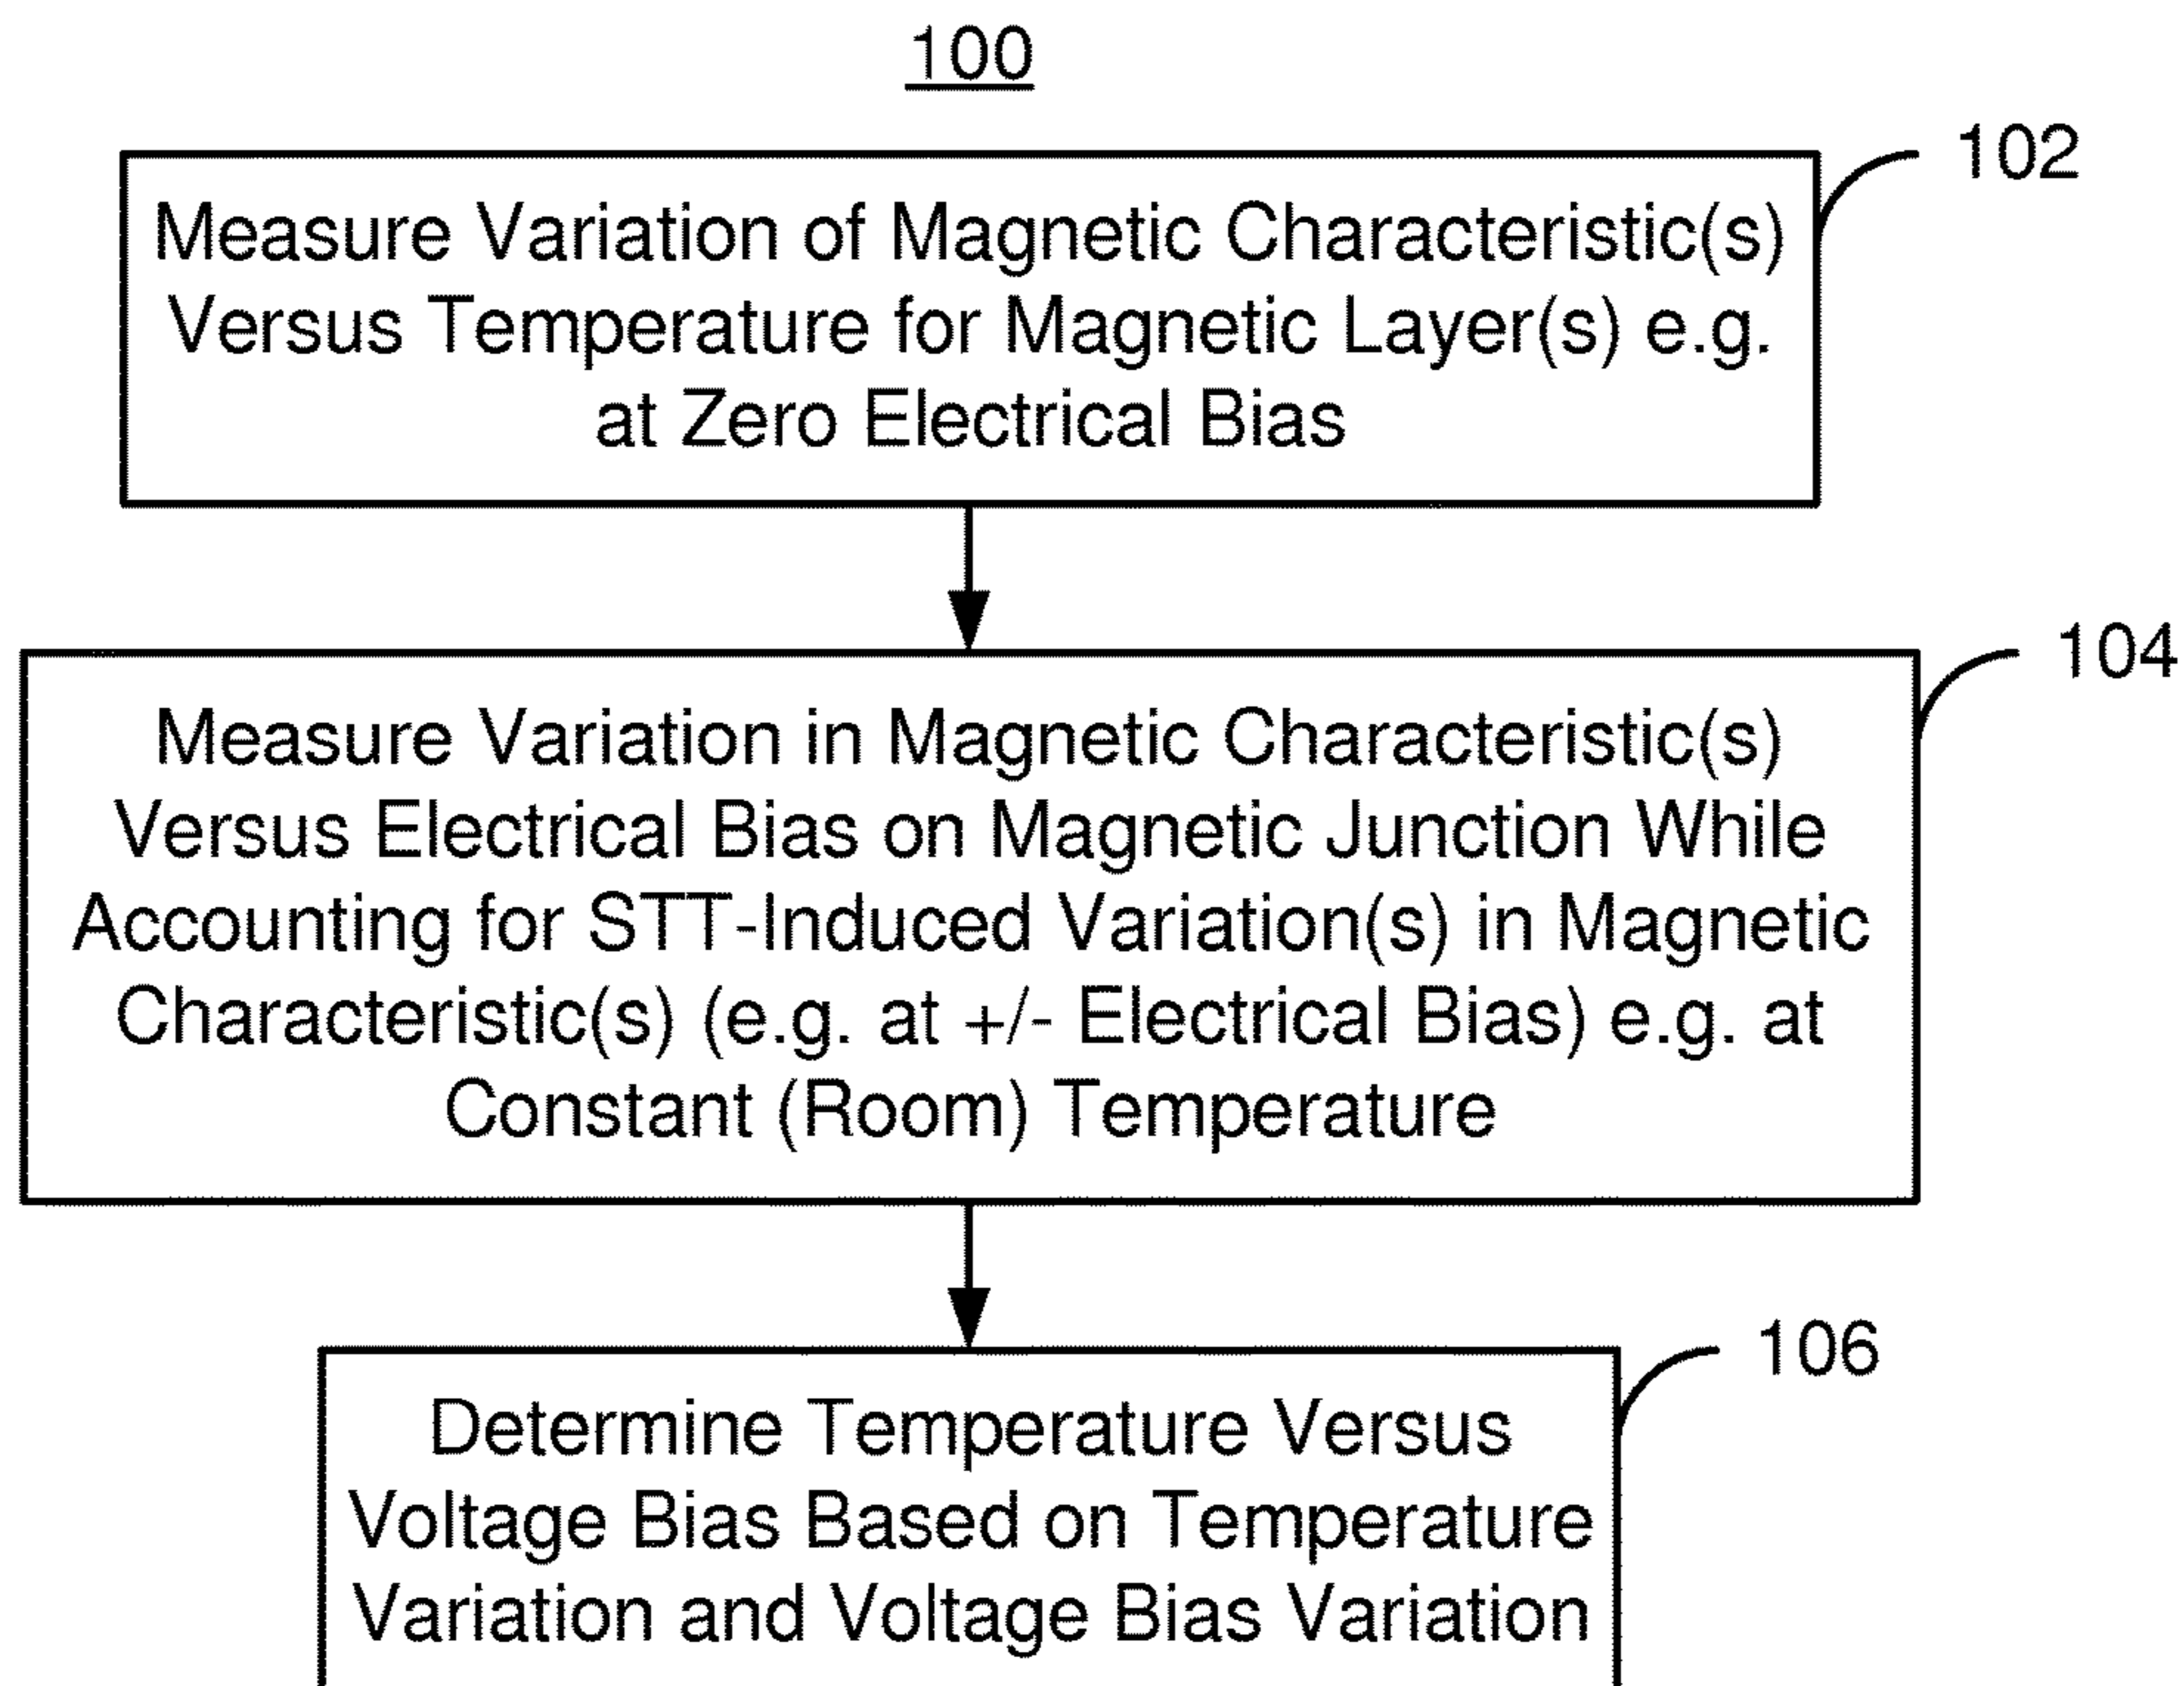 100
102
Measure Variation of Magnetic Characteristic(s)
Versus Temperature for Magnetic Layer(s) e.g.
at Zero Electrical Bias
104
Measure Variation in Magnetic Characteristic(s)
Versus Electrical Bias on Magnetic Junction While
Accounting for STT-Induced Variation(s) in Magnetic
Characteristic(s) (e.g. at +/- Electrical Bias) e.g. at
Constant (Room) Temperature
106
Determine Temperature Versus
Voltage Bias Based on Temperature
Variation and Voltage Bias Variation